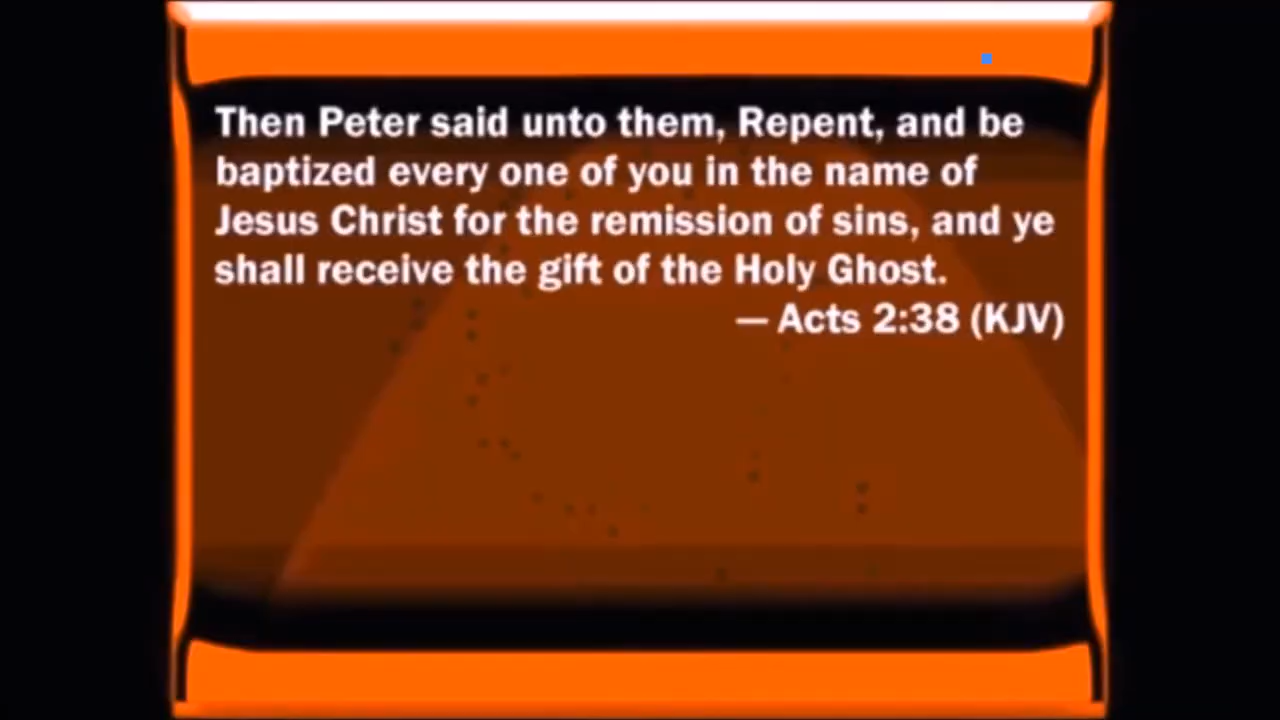 Then Peter said unto them, Repent, and be
baptized every one of you in the name of
Jesus Christ for the remission of sins, and ye
shall receive the gift of the Holy Ghost.
— Acts 2:38 (KJV)